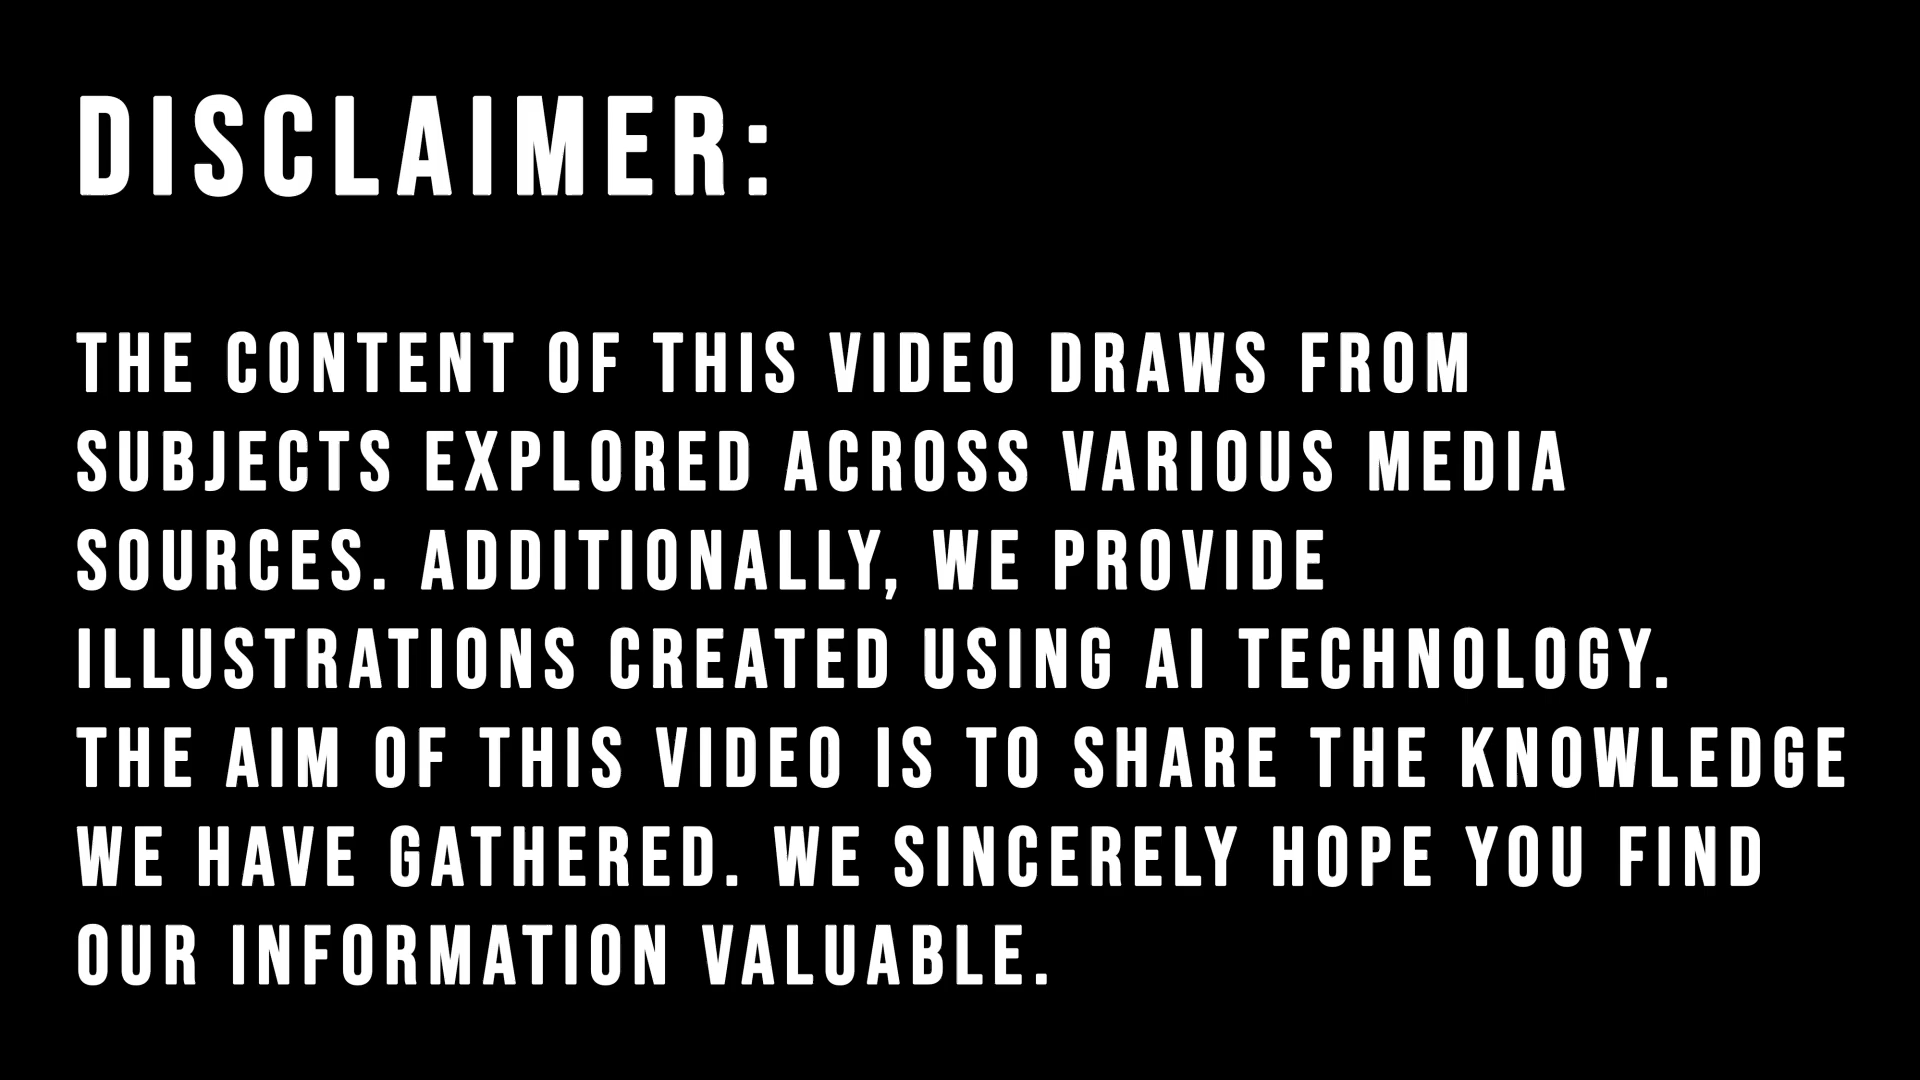 DISCLAIMER:
THE CONTENT OF THIS VIDEO DRAWS FROM
SUBJECTS EXPLORED ACROSS VARIOUS MEDIA
SOURCES. ADDITIONALLY, WE PROVIDE
ILLUSTRATIONS CREATED USING AI TECHNOLOGY.
THE AIM OF THIS VIDEO IS TO SHARE THE KNOWLEDGE
WE HAVE GATHERED. WE SINCERELY HOPE YOU FIND
OUR INFORMATION VALUABLE.